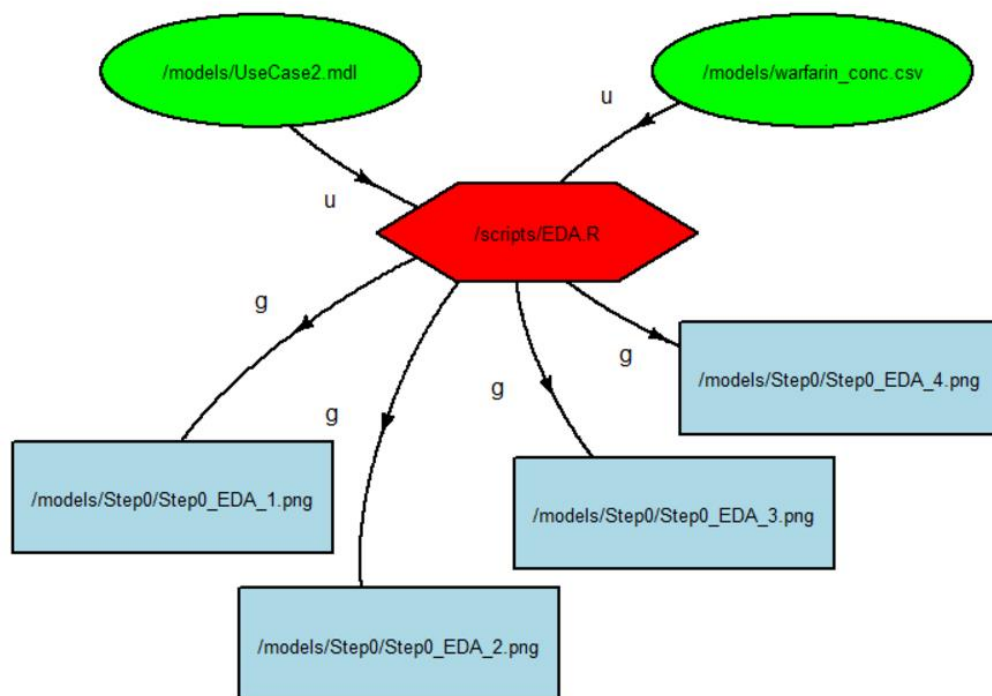 /models/UseCase2.mdl
/models/warfarin_conc.csv
u
u
/scripts/EDA.R
g
g
g
g
/models/Step0/Step0_EDA_4.png
/models/Step0/Step0_EDA_1.png
/models/Step0/Step0_EDA_3.png
/models/Step0/Step0_EDA_2.png